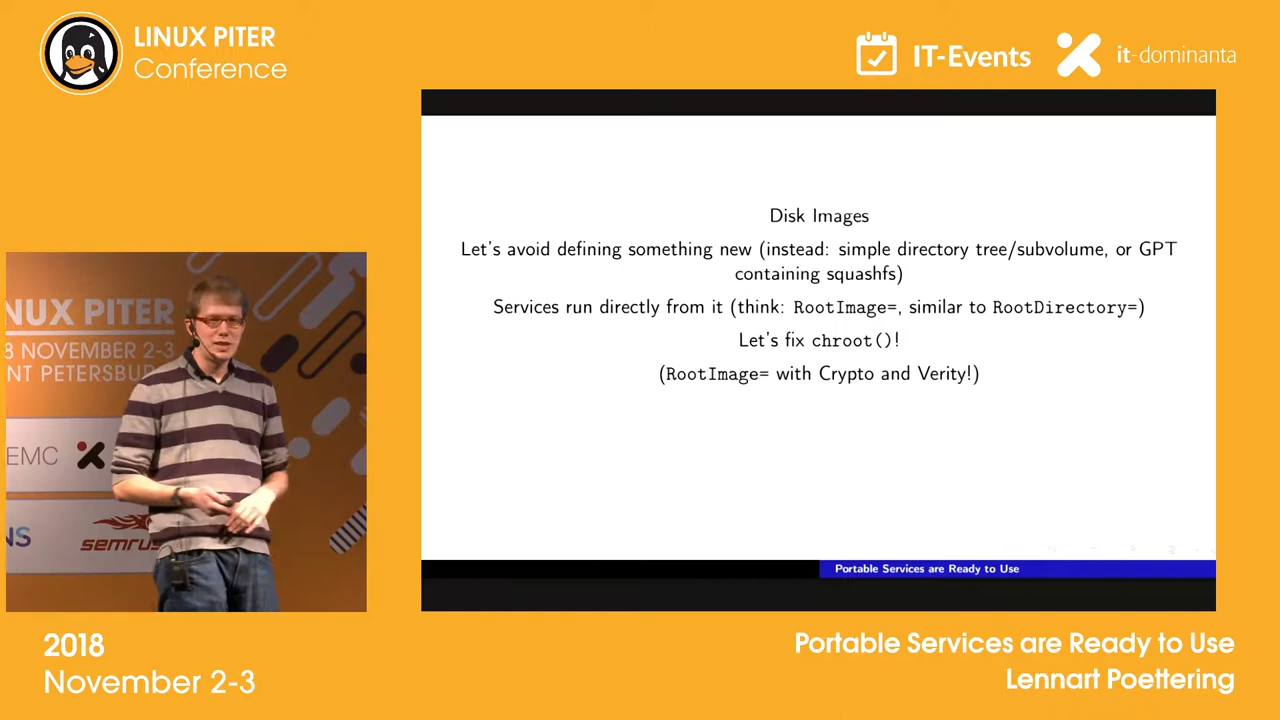 LINUX PITER
Conference
IT-Events
it-dominanta
Disk Images
Let's avoid defining something new (instead: simple directory tree/subvolume, or GPT
containing squashfs)
Services run directly from it (think: RootImage=, similar to RootDirectory=)
Let's fix chroot()!
(RootImage= with Crypto and Verity!)
Portable Services are Ready to Use
NUX PITER
8 NOVEMBER 2-3
NT PETERSBU
EMC
NS
semrus
2018
November 2-3
Portable Services are Ready to Use
Lennart Poettering